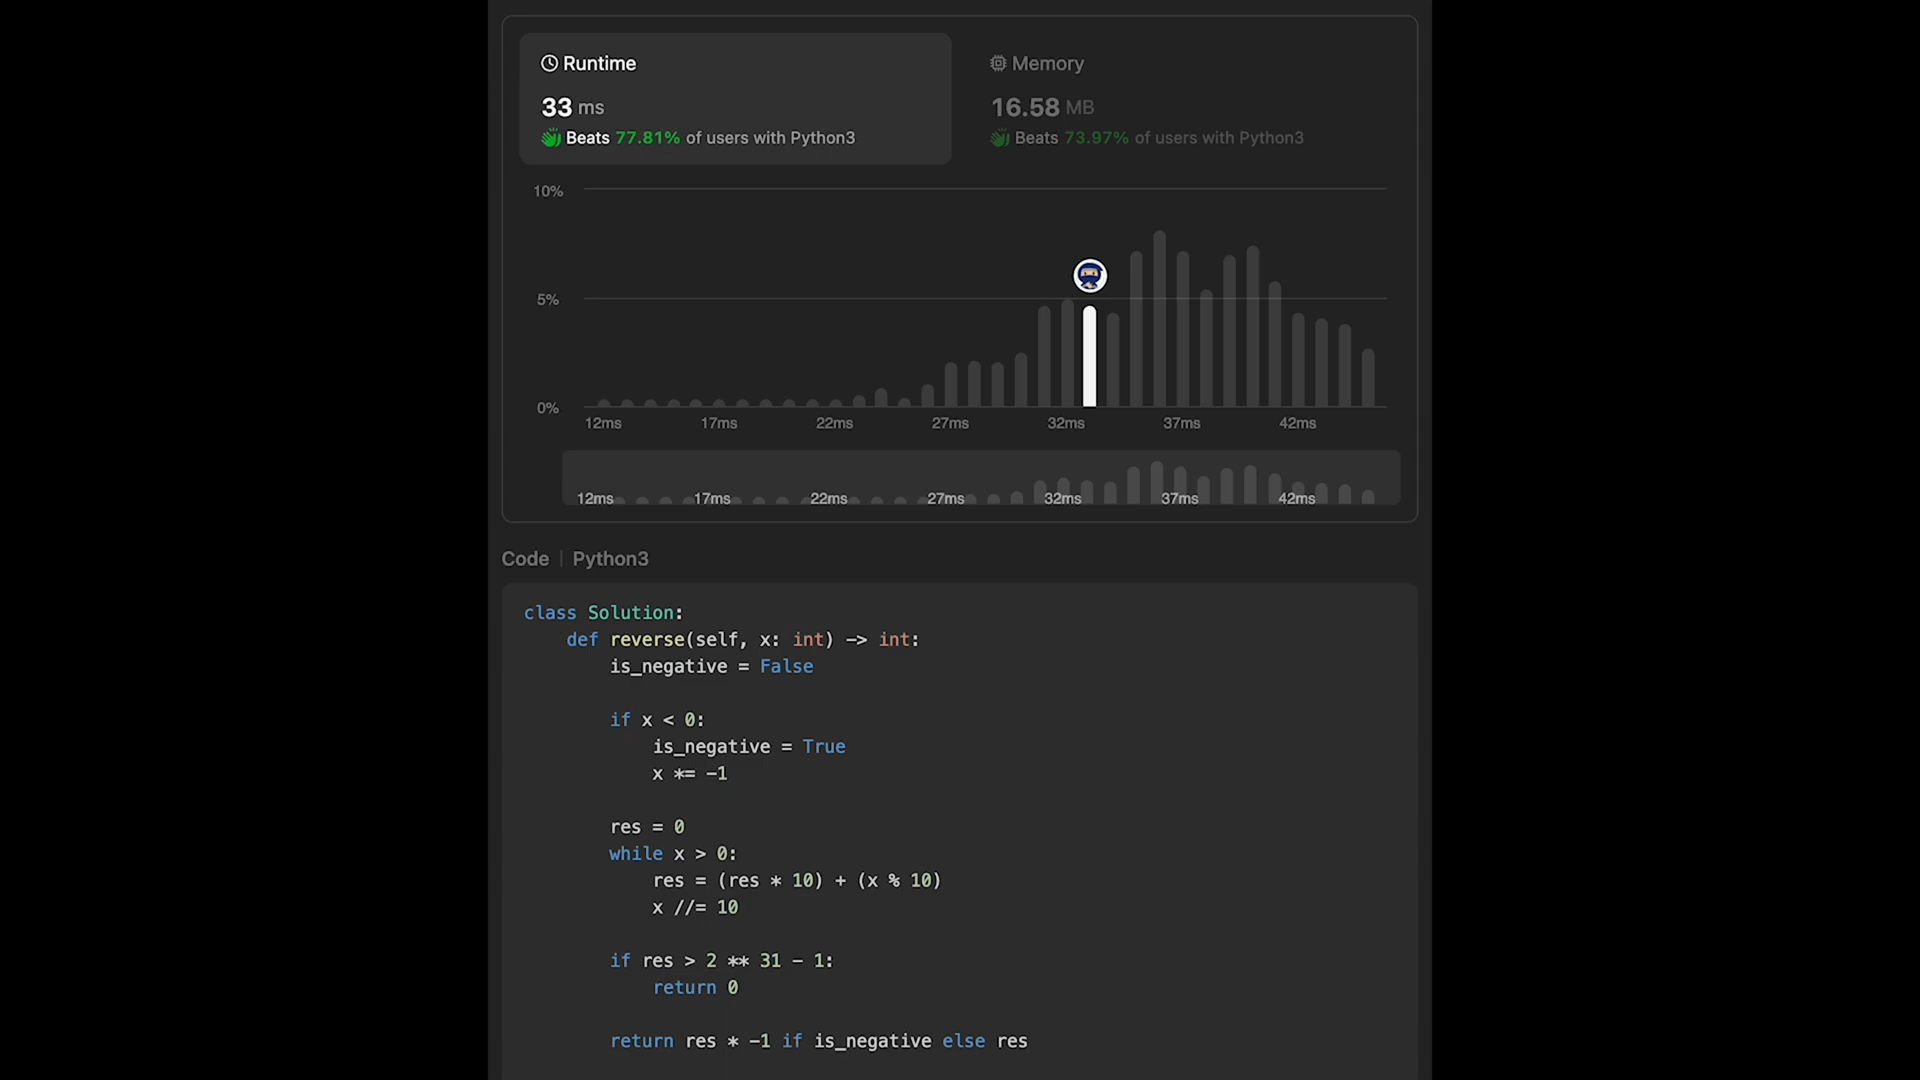 Runtime
33 ms
Beats 77.81% of users with Python3
Memory
16.58 MB
Beats 73.97% of users with Python3
10%
5%
0%
12ms 17ms 22ms 27ms 32ms 37ms 42ms
12ms 17ms 22ms 27ms 32ms 37ms 42ms
Code | Python3
class Solution:
    def reverse(self, x: int) -> int:
        is_negative = False
        if x < 0:
            is_negative = True
            x *= -1
        res = 0
        while x > 0:
            res = (res * 10) + (x % 10)
            x //= 10
        if res > 2 ** 31 - 1:
            return 0
        return res * -1 if is_negative else res